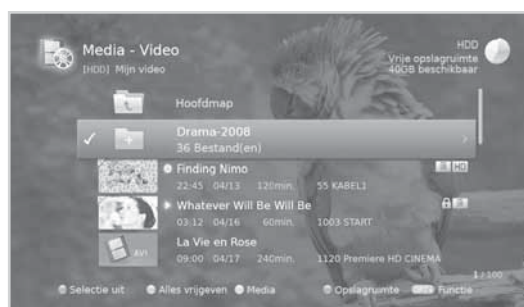 Media - Video
[HDD] Mijn video
HDD
Vrije opslagruimte
40GB beschikbaar
Hoofdmap
Drama-2008
36 Bestand(en)
Finding Nimo
HD
22:45 04/13 120min. 55 KABEL1
Whatever Will Be Will Be
03:12 04/16 60min. 1003 START
La Vie en Rose
AVI
09:00 04/17 240min. 1120 Premiere HD CINEMA
1/100
Selectie uit Alles vrijgeven Media Opslagruimte Functie